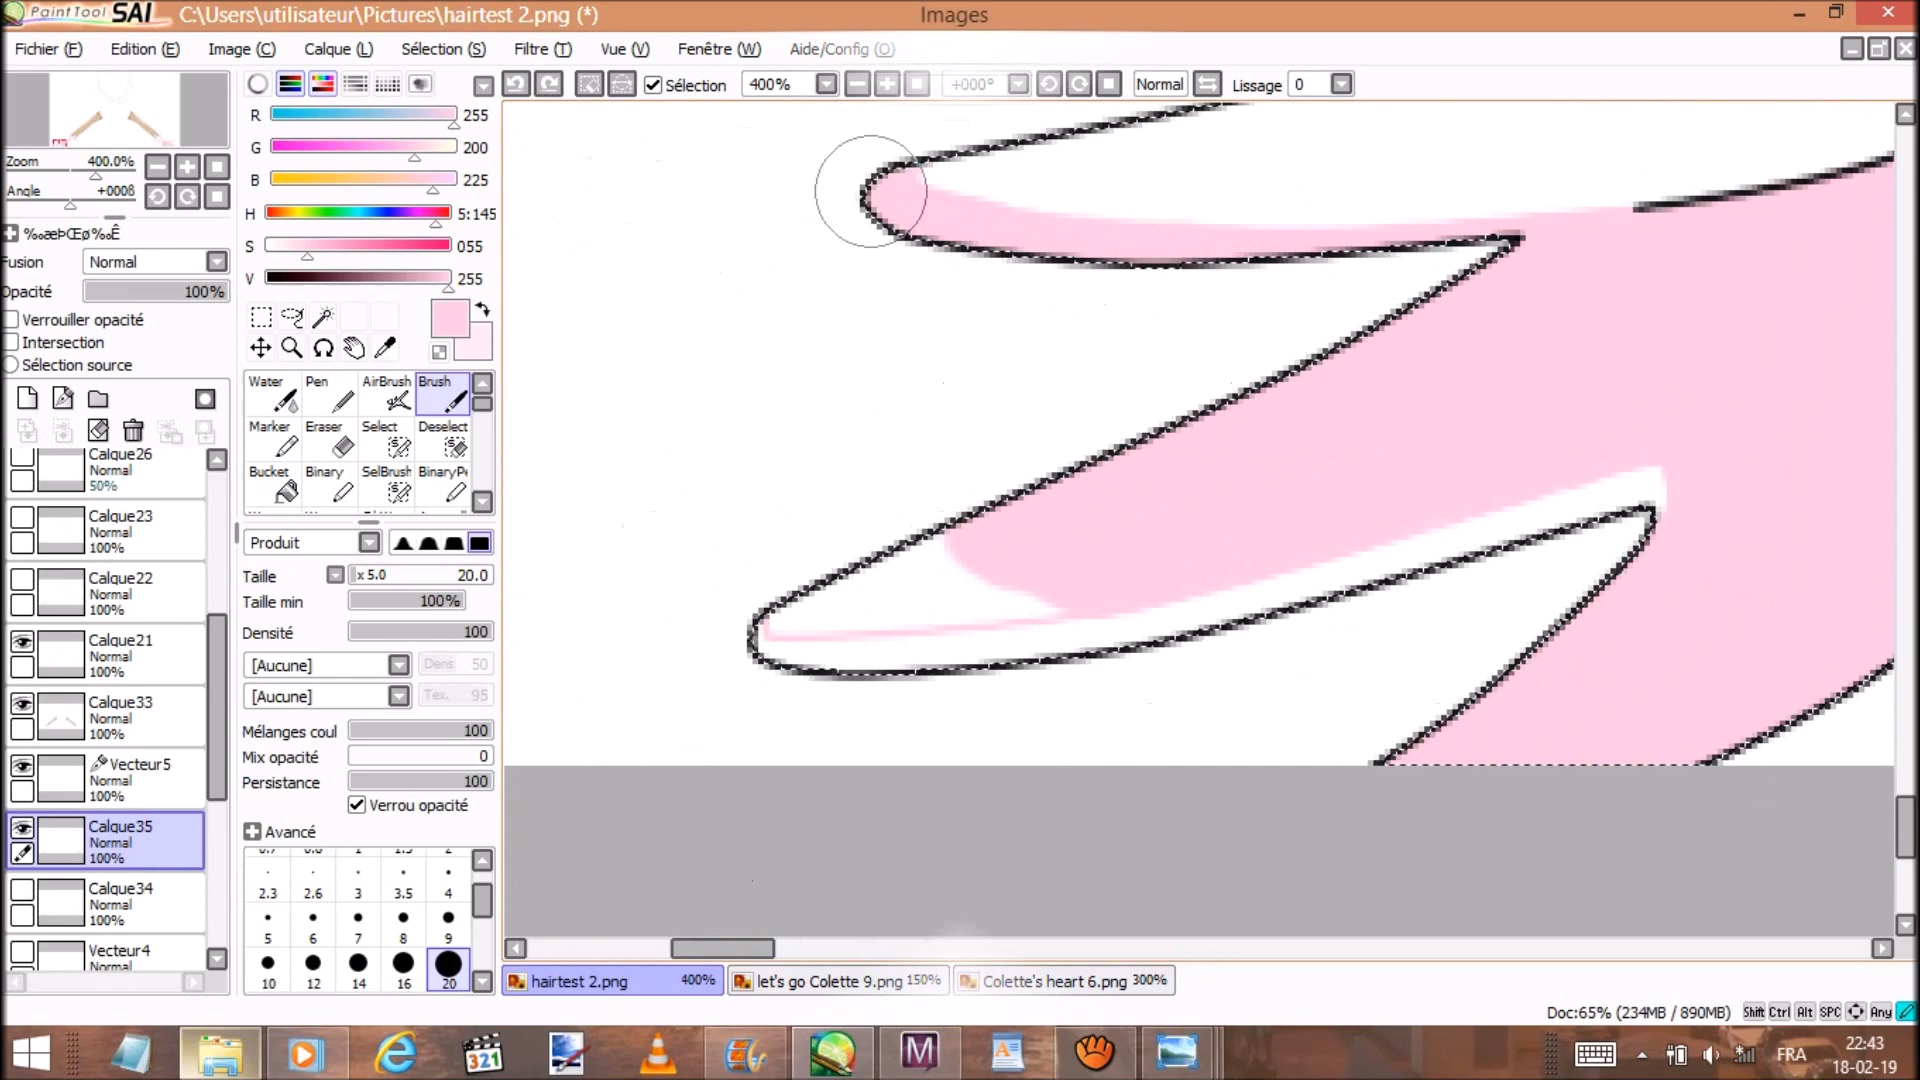 PaintTool SAI C:\Users\utilisateur\Pictures\hairtest 2.png (*) Images
Fichier (F) Edition (E) Image (C) Calque (L) Sélection (S) Filtre (T) Vue (V) Fenêtre (W) Aide/Config (O)
Sélection 400% +000° Normal Lissage 0
R 255
G 200
B 225
H 5:145
S 055
V 255
Zoom 400.0%
Angle +000ß
‰æPŒø‰Ê
Fusion Normal
Opacité 100%
Verrouiller opacité
Intersection
Sélection source
Calque26
Normal
50%
Calque23
Normal
100%
Calque22
Normal
100%
Calque21
Normal
100%
Calque33
Normal
100%
Vecteur5
Normal
100%
Calque35
Normal
100%
Calque34
Normal
100%
Vecteur4
Normal
Water Pen AirBrush Brush
Marker Eraser Select Deselect
Bucket Binary SelBrush BinaryPe
Produit
Taille x 5.0 20.0
Taille min 100%
Densité 100
[Aucune] Dens 50
[Aucune] Tex. 95
Mélanges coul 100
Mix opacité 0
Persistance 100
Verrou opacité
Avancé
2.3 2.6 3 3.5 4
5 6 7 8 9
10 12 14 16 20
hairtest 2.png 400% let's go Colette 9.png 150% Colette's heart 6.png 300%
Doc:65% (234MB / 890MB) Shift Ctrl Alt SPC Any
321
M
A
FRA
22:43
18-02-19